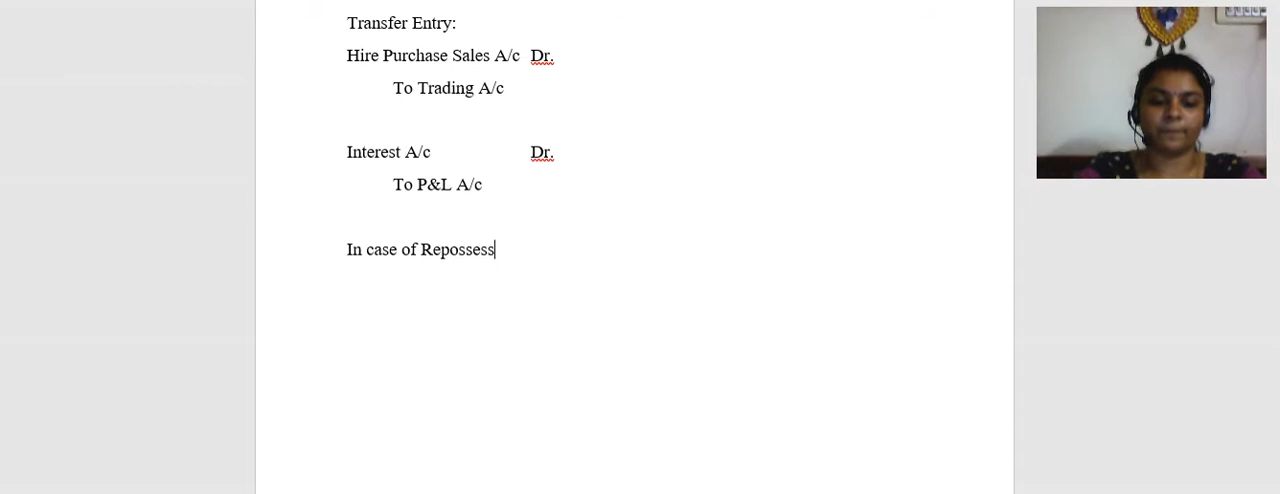 Transfer Entry:
Hire Purchase Sales A/c Dr.
To Trading A/c
Interest A/c Dr.
To P&L A/c
In case of Repossess